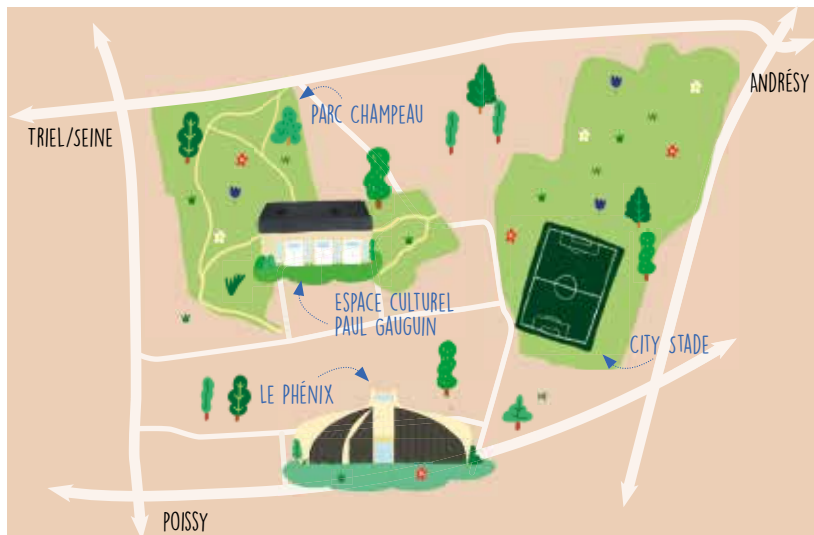 ANDRÉSY
PARC CHAMPEAU
TRIEL/SEINE
ESPACE CULTUREL
PAUL GAUGUIN
CITY STADE
LE PHÉNIX
POISSY